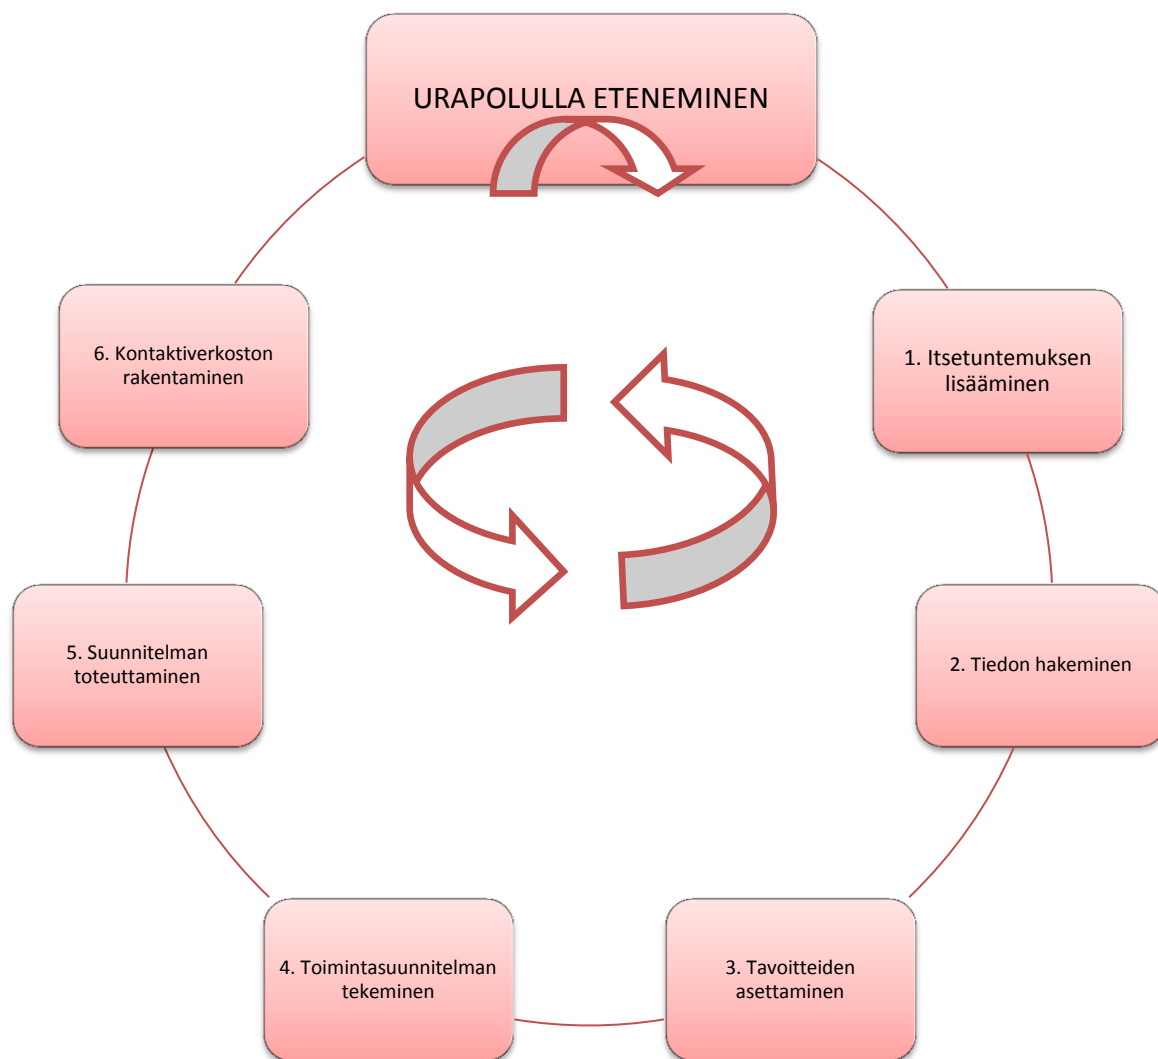 URAPOLULLA ETENEMINEN
1. Itsetuntemuksen
lisääminen
2. Tiedon hakeminen
3. Tavoitteiden
asettaminen
4. Toimintasuunnitelman
tekeminen
5. Suunnitelman
toteuttaminen
6. Kontaktiverkoston
rakentaminen